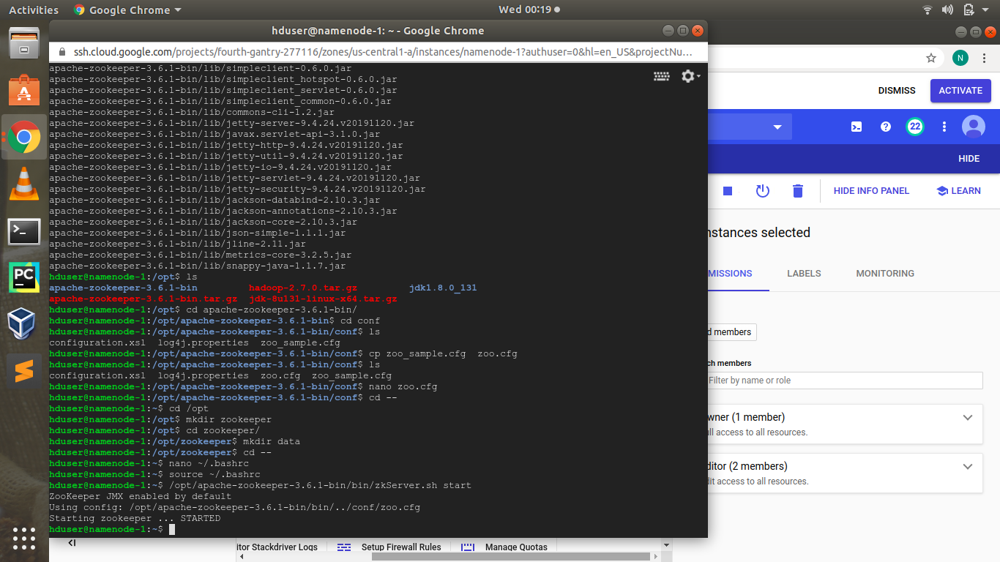 Activities
Google Chrome
Wed 00:19
hduser@namenode-1: ~ - Google Chrome
ssh.cloud.google.com/projects/fourth-gantry-277116/zones/us-central1-a/instances/namenode-1?authuser=0&hl=en_US&projectNu…
apache-zookeeper-3.6.1-bin/lib/simpleclient-0.6.0.jar
apache-zookeeper-3.6.1-bin/lib/simpleclient_hotspot-0.6.0.jar
apache-zookeeper-3.6.1-bin/lib/simpleclient_servlet-0.6.0.jar
apache-zookeeper-3.6.1-bin/lib/simpleclient_common-0.6.0.jar
apache-zookeeper-3.6.1-bin/lib/commons-cli-1.2.jar
apache-zookeeper-3.6.1-bin/lib/jetty-server-9.4.24.v20191120.jar
apache-zookeeper-3.6.1-bin/lib/javax.servlet-api-3.1.0.jar
apache-zookeeper-3.6.1-bin/lib/jetty-http-9.4.24.v20191120.jar
apache-zookeeper-3.6.1-bin/lib/jetty-util-9.4.24.v20191120.jar
apache-zookeeper-3.6.1-bin/lib/jetty-io-9.4.24.v20191120.jar
apache-zookeeper-3.6.1-bin/lib/jetty-servlet-9.4.24.v20191120.jar
apache-zookeeper-3.6.1-bin/lib/jetty-security-9.4.24.v20191120.jar
apache-zookeeper-3.6.1-bin/lib/jackson-databind-2.10.3.jar
apache-zookeeper-3.6.1-bin/lib/jackson-annotations-2.10.3.jar
apache-zookeeper-3.6.1-bin/lib/jackson-core-2.10.3.jar
apache-zookeeper-3.6.1-bin/lib/json-simple-1.1.1.jar
apache-zookeeper-3.6.1-bin/lib/jline-2.11.jar
apache-zookeeper-3.6.1-bin/lib/metrics-core-3.2.5.jar
apache-zookeeper-3.6.1-bin/lib/snappy-java-1.1.7.jar
hduser@namenode-1:/opt$ ls
apache-zookeeper-3.6.1-bin hadoop-2.7.0.tar.gz jdk1.8.0_131
apache-zookeeper-3.6.1-bin.tar.gz jdk-8u131-linux-x64.tar.gz
hduser@namenode-1:/opt$ cd apache-zookeeper-3.6.1-bin/
hduser@namenode-1:/opt/apache-zookeeper-3.6.1-bin$ cd conf
hduser@namenode-1:/opt/apache-zookeeper-3.6.1-bin/conf$ ls
configuration.xsl log4j.properties zoo_sample.cfg
hduser@namenode-1:/opt/apache-zookeeper-3.6.1-bin/conf$ cp zoo_sample.cfg zoo.cfg
hduser@namenode-1:/opt/apache-zookeeper-3.6.1-bin/conf$ ls
configuration.xsl log4j.properties zoo.cfg zoo_sample.cfg
hduser@namenode-1:/opt/apache-zookeeper-3.6.1-bin/conf$ nano zoo.cfg
hduser@namenode-1:/opt/apache-zookeeper-3.6.1-bin/conf$ cd --
hduser@namenode-1:~$ cd /opt
hduser@namenode-1:/opt$ mkdir zookeeper
hduser@namenode-1:/opt$ cd zookeeper/
hduser@namenode-1:/opt/zookeeper$ mkdir data
hduser@namenode-1:/opt/zookeeper$ cd --
hduser@namenode-1:~$ nano ~/.bashrc
hduser@namenode-1:~$ source ~/.bashrc
hduser@namenode-1:~$ /opt/apache-zookeeper-3.6.1-bin/bin/zkServer.sh start
ZooKeeper JMX enabled by default
Using config: /opt/apache-zookeeper-3.6.1-bin/bin/../conf/zoo.cfg
Starting zookeeper ... STARTED
hduser@namenode-1:~$
N
DISMISS
ACTIVATE
22
HIDE
HIDE INFO PANEL
LEARN
nstances selected
MISSIONS
LABELS
MONITORING
d members
ch members
Filter by name or role
wner (1 member)
ull access to all resources.
ditor (2 members)
dit access to all resources.
PC
itor Stackdriver Logs
Setup Firewall Rules
Manage Quotas